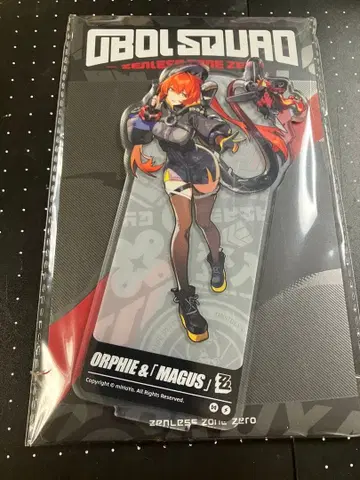 OBOL SQUAD
ZENLESS ZONE ZERO
ORPHIE &「MAGUS」
Copyright © miHoYo. All Rights Reserved.
ZENLESS ZONE ZERO